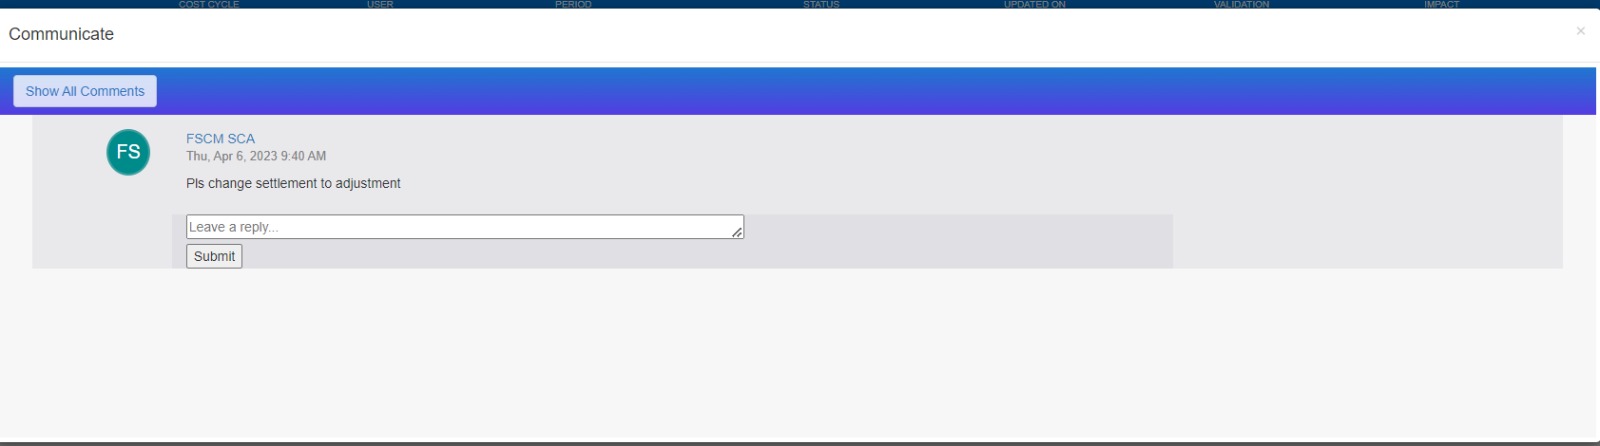 COST CYCLE USER PERIOD STATUS UPDATED ON VALIDATION IMPACT
Communicate ×
Show All Comments
FS
FSCM SCA
Thu, Apr 6, 2023 9:40 AM
Pls change settlement to adjustment
Leave a reply...
Submit